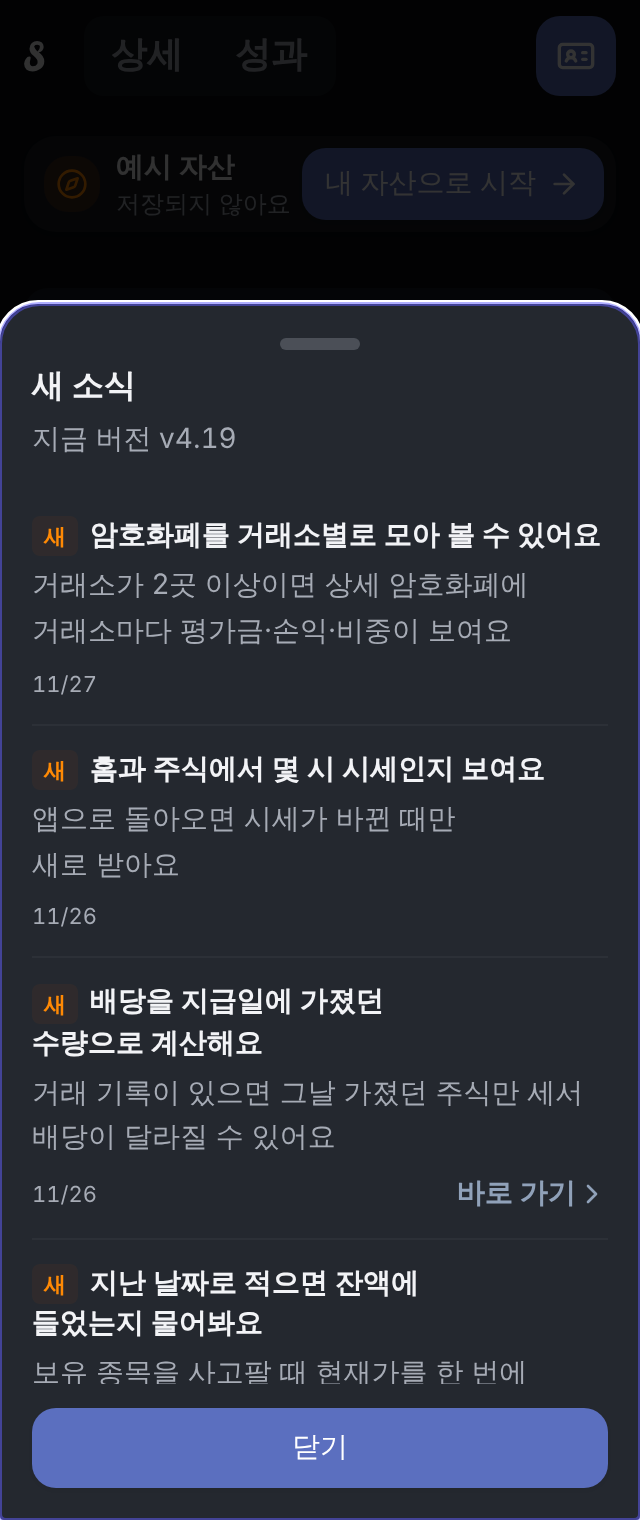 S
상세 성과
예시 자산
저장되지 않아요
내 자산으로 시작
새 소식
지금 버전 v4.19
새 암호화폐를 거래소별로 모아 볼 수 있어요
거래소가 2곳 이상이면 상세 암호화폐에
거래소마다 평가금·손익·비중이 보여요
11/27
새 홈과 주식에서 몇 시 시세인지 보여요
앱으로 돌아오면 시세가 바뀐 때만
새로 받아요
11/26
새 배당을 지급일에 가졌던
수량으로 계산해요
거래 기록이 있으면 그날 가졌던 주식만 세서
배당이 달라질 수 있어요
11/26
바로 가기
새 지난 날짜로 적으면 잔액에
들었는지 물어봐요
보유 종목을 사고팔 때 현재가를 한 번에
닫기